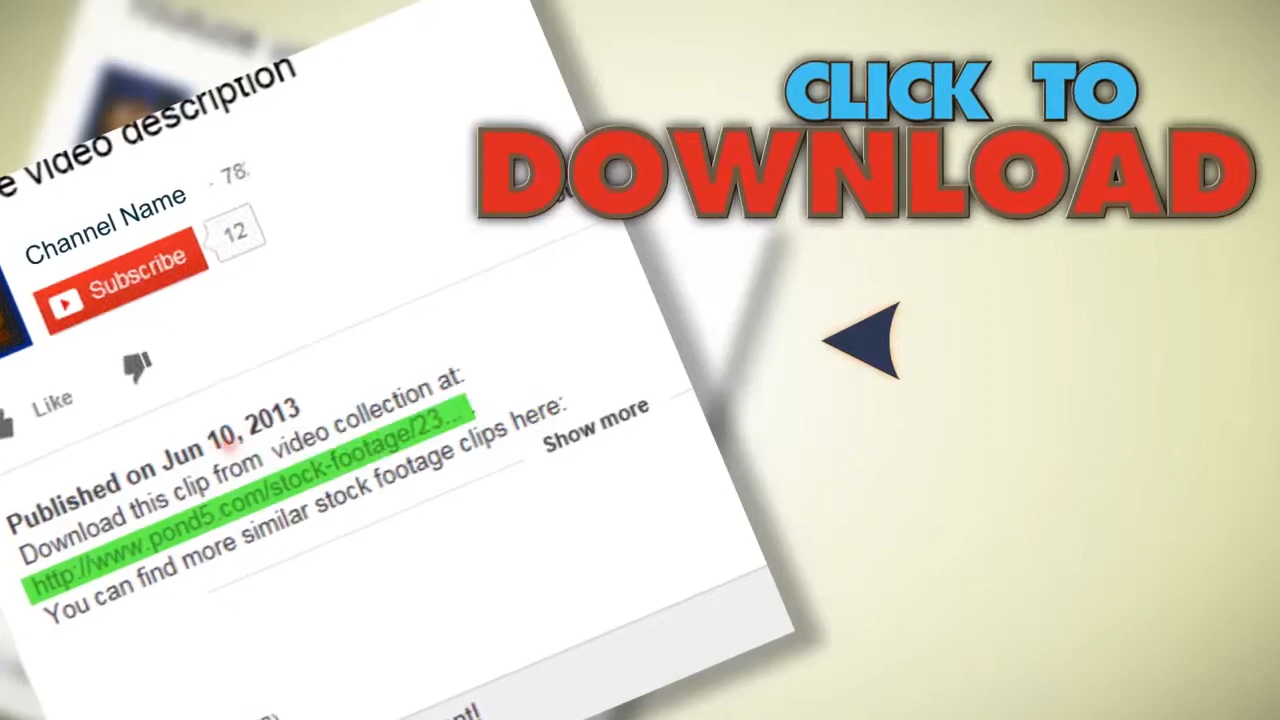 CLICK TO
DOWNLOAD
e video description
Channel Name
Subscribe
12
Like
Published on Jun 10, 2013
Download this clip from video collection at:
http://www.pond5.com/stock-footage/23...
You can find more similar stock footage clips here:
Show more